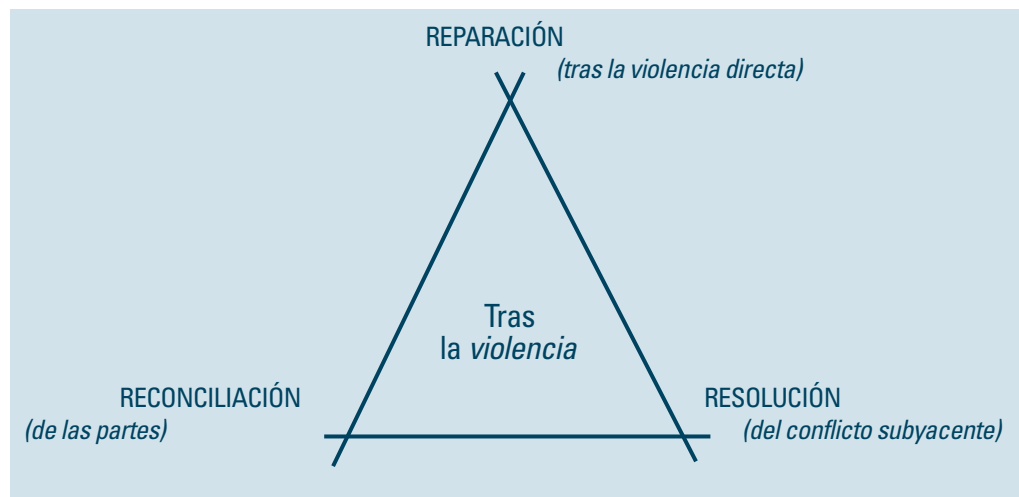 REPARACIÓN
(tras la violencia directa)
Tras
la violencia
RECONCILIACIÓN
(de las partes)
RESOLUCIÓN
(del conflicto subyacente)